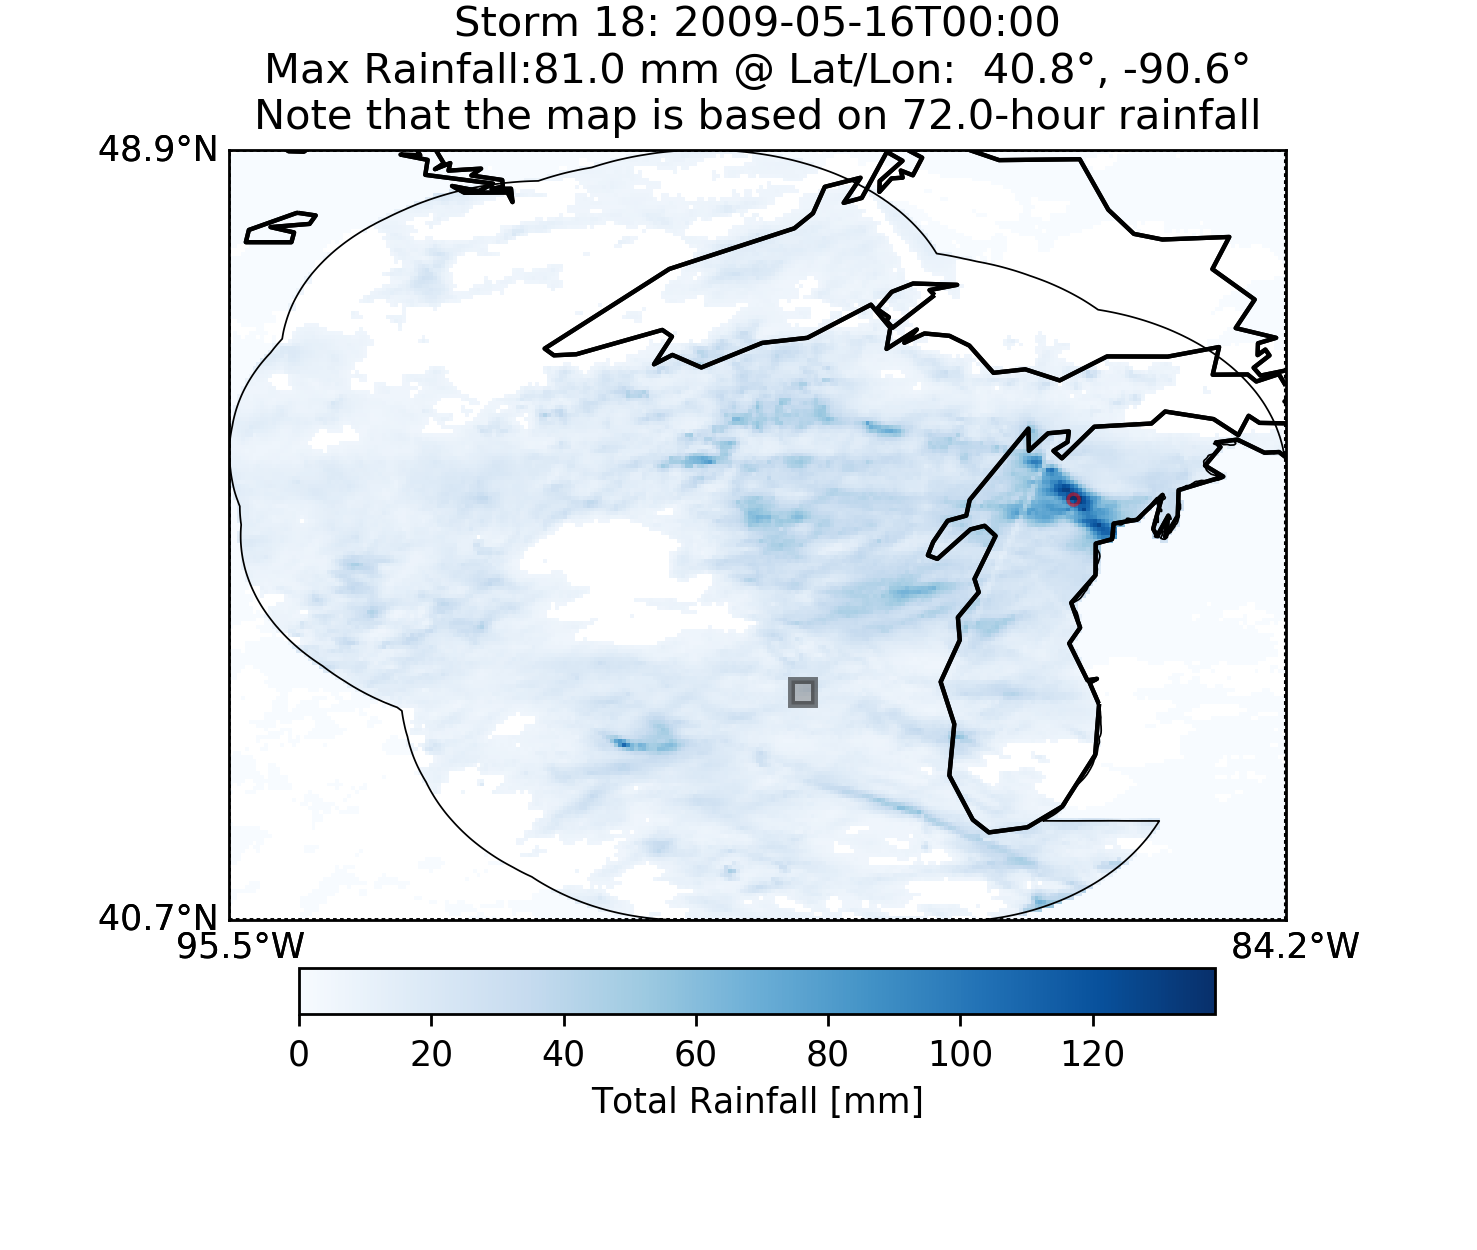 Storm 18: 2009-05-16T00:00
Max Rainfall:81.0 mm @ Lat/Lon:  40.8°, -90.6°
Note that the map is based on 72.0-hour rainfall
48.9°N
40.7°N
95.5°W 84.2°W
0 20 40 60 80 100 120
Total Rainfall [mm]